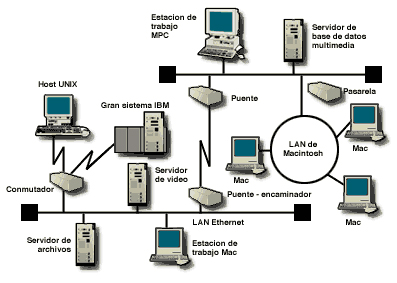 Estacion de
trabajo
MPC
Servidor de
base de datos
multimedia
Host UNIX
Gran sistema IBM
Puente
Pasarela
LAN de
Macintosh
Mac
Mac
Mac
Conmutador
Servidor
de video
Puente - encaminador
LAN Ethernet
Servidor de
archivos
Estacion de
trabajo Mac